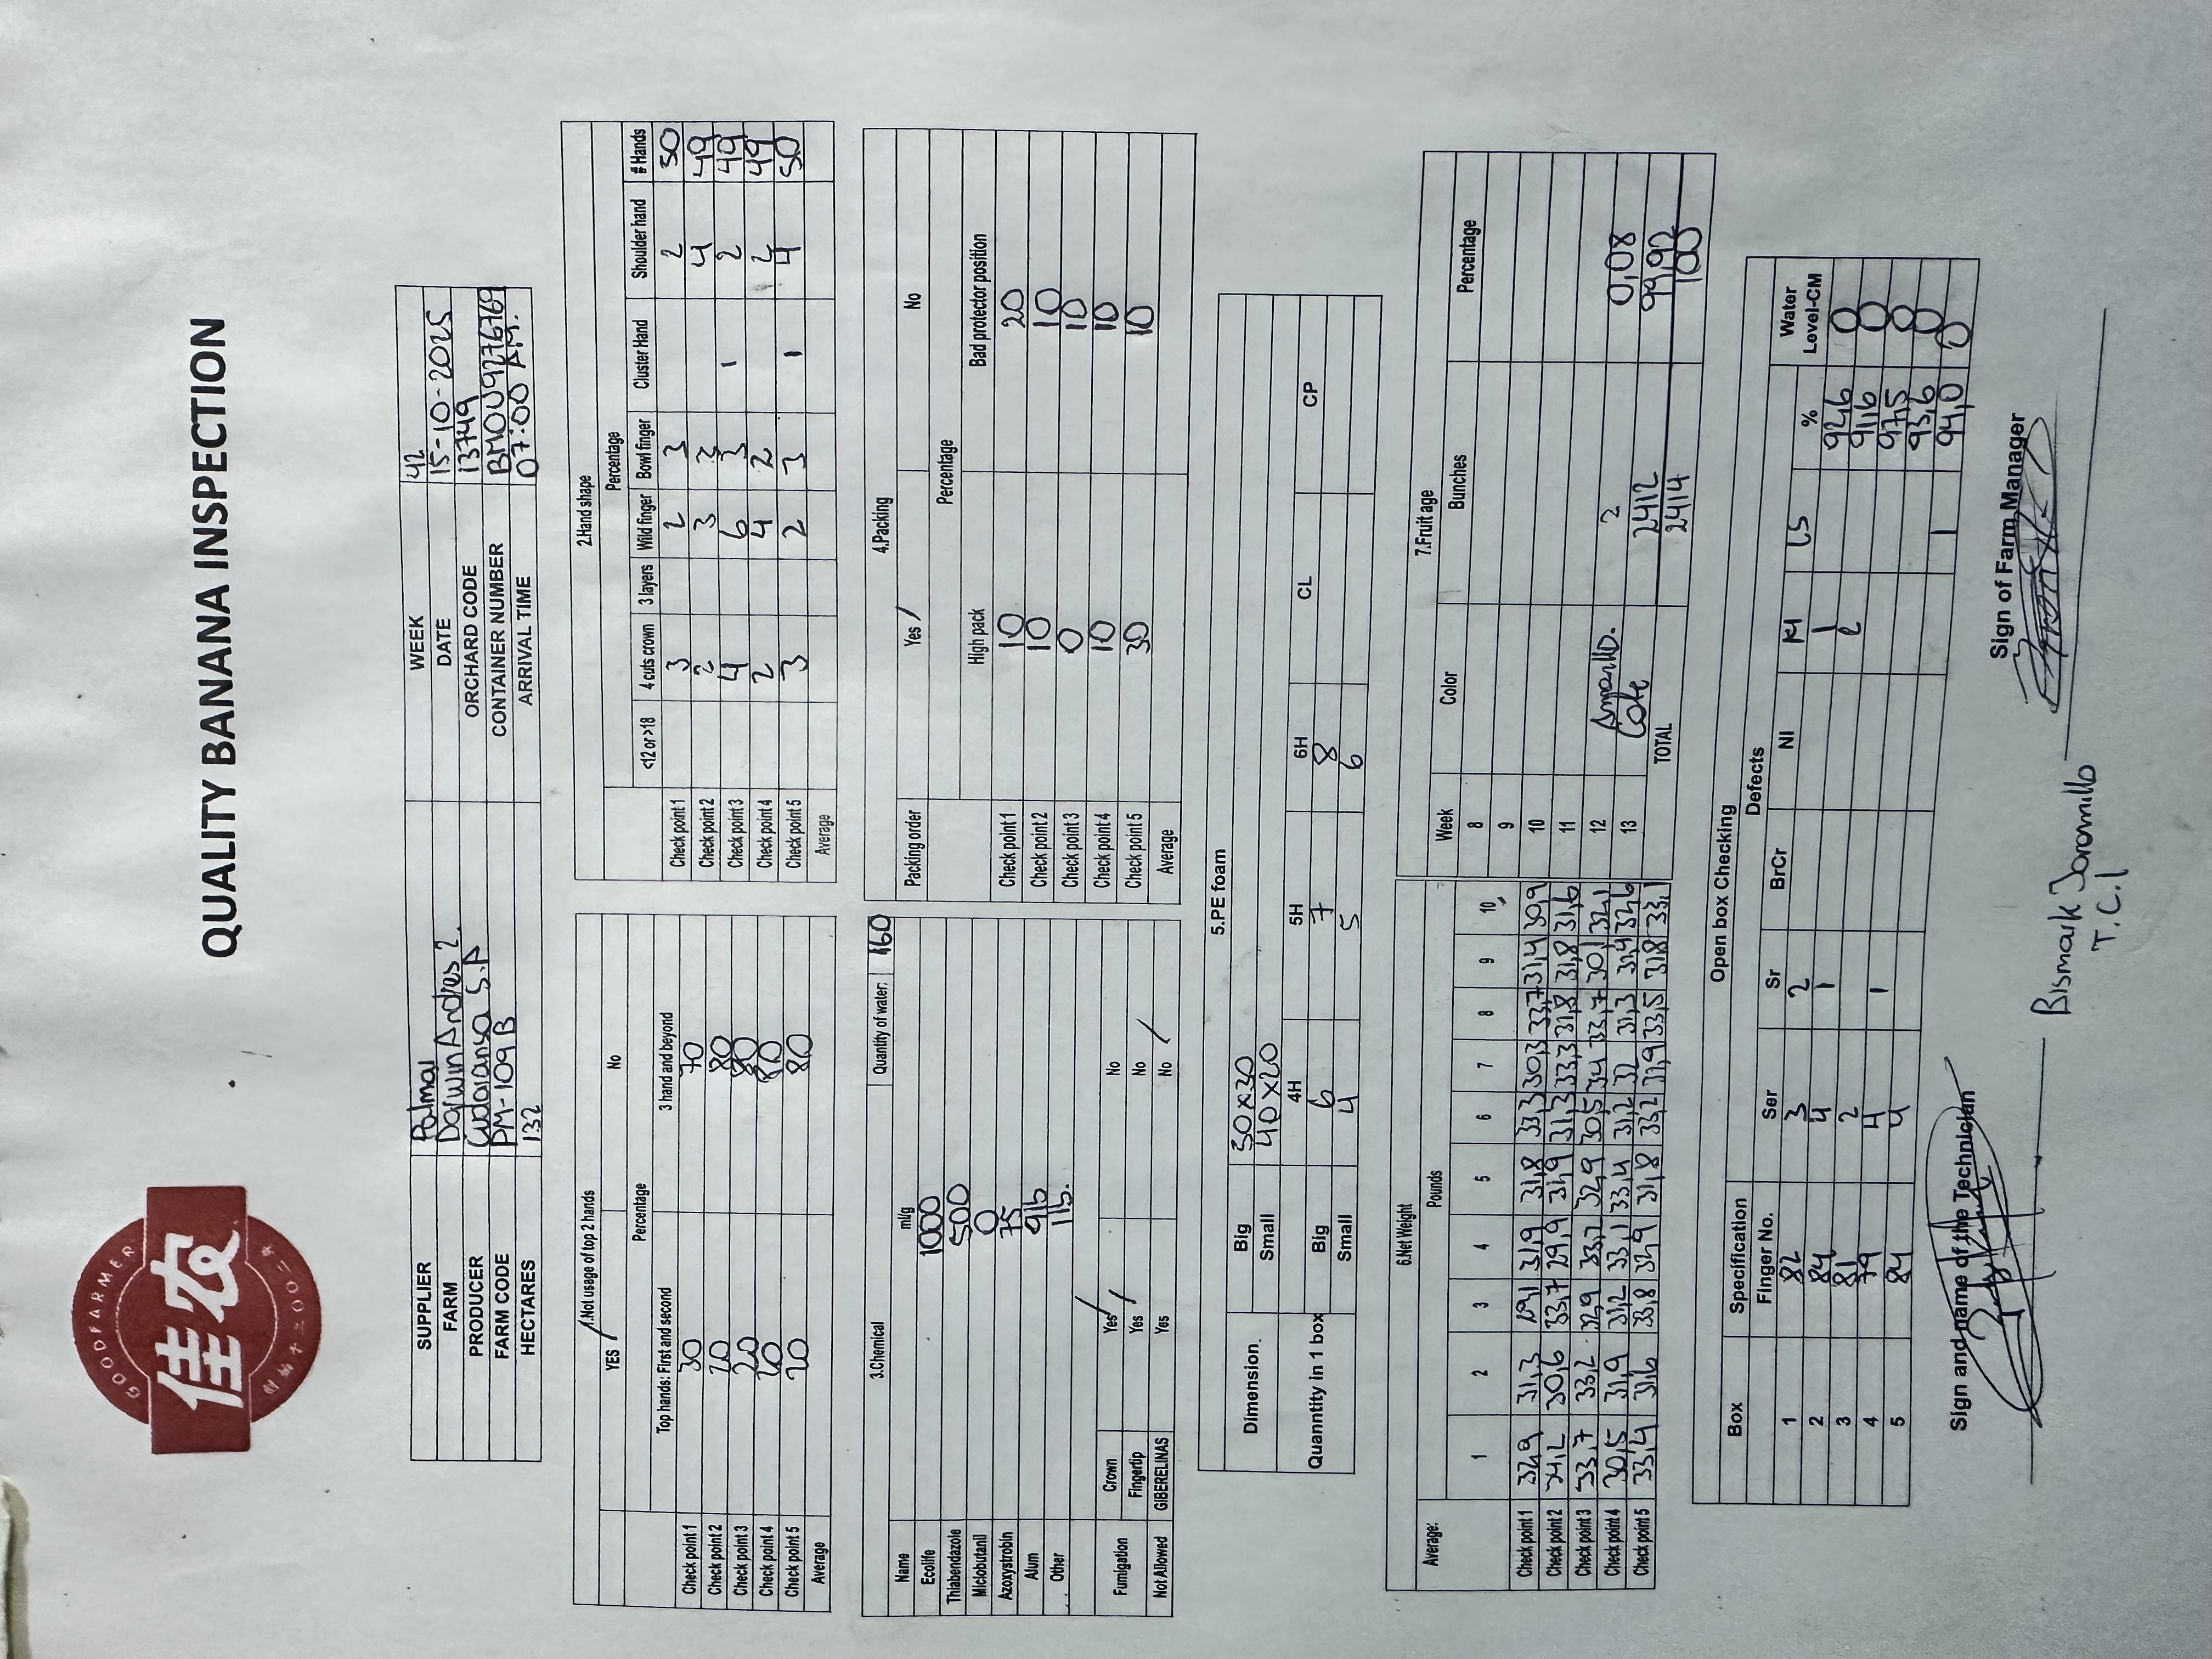 GOODFARMER
佳农
创始于二〇〇二年
QUALITY BANANA INSPECTION
SUPPLIER Palmar WEEK 42
FARM Darwin Andres 2. DATE 15-10-2025
PRODUCER S.A ORCHARD CODE 13749
FARM CODE PM-109B CONTAINER NUMBER BMOU9276769
HECTARES 132 ARRIVAL TIME 07:00 AM.
1.Not usage of top 2 hands
YES / No
Percentage
Top hands: First and second 3 hand and beyond
Check point 1 30 70
Check point 2 20 80
Check point 3 20 80
Check point 4 20 80
Check point 5 20 80
Average
2.Hand shape
Percentage
<12 or >18 4 cuts crown 3 layers Wild finger Bowl finger Cluster Hand Shoulder hand # Hands
Check point 1 3 2 3 2 50
Check point 2 2 3 3 4 49
Check point 3 4 6 3 1 2 49
Check point 4 2 4 2 2 49
Check point 5 3 2 3 1 4 50
Average
3.Chemical Quantity of water: 160
Name ml/g
Ecolife 1000
Thiabendazole 500
Miclobutanil 0
Azoxystrobin 75
Alum 9lb
Other 1lb.
Fumigation Crown Yes / No
Fingertip Yes / No
Not Allowed GIBERELINAS Yes No /
4.Packing
Packing order Yes / No
Percentage
High pack Bad protector position
Check point 1 10 20
Check point 2 10 10
Check point 3 0 10
Check point 4 10 10
Check point 5 30 10
Average
5.PE foam
Dimension. Big 50x30
Small 40x20
Quanntity in 1 box 4H 5H 6H CL CP
Big 6 7 8
Small 4 5 6
6.Net Weight
Average: Pounds
1 2 3 4 5 6 7 8 9 10
Check point 1 32,9 31,3 29,1 31,9 31,8 33,3 30,3 33,7 31,4 30,9
Check point 2 34,2 30,6 33,7 29,9 31,9 31,3 33,3 31,8 31,8 31,6
Check point 3 33,7 33,2 32,9 33,2 32,9 30,5 34 33,7 30,1 32,1
Check point 4 30,5 31,9 31,2 33,1 33,4 31,2 32 31,3 31,4 32,6
Check point 5 33,4 31,6 33,8 32,9 31,8 33,2 32,9 33,5 32,8 33,1
7.Fruit age
Week Color Bunches Percentage
8
9
10
11
12 Amarillo. 2 0,08
13 Cafe 2412 99,92
TOTAL 2414 100
Open box Checking
Box Specification Defects Water
Finger No. Ser Sr BrCr NI LS % Level-CM
1 82 3 2 1 92,6 0
2 84 4 1 2 91,6 0
3 81 2 97,5 0
4 79 4 1 93,6 0
5 84 4 1 94,0 0
Sign and name of the Technician
Sign of Farm Manager
Bismark Jaramillo
T.C.I